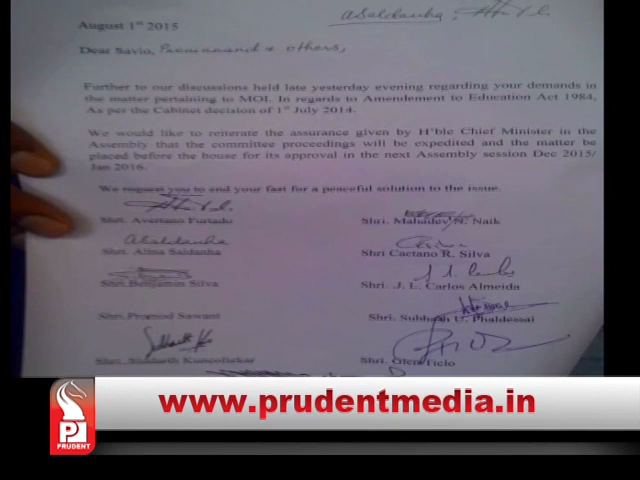 ASaldanha,
August 1st 2015
Dear Savio, Premanand & others,
Further to our discussions held late yesterday evening regarding your demands in
the matter pertaining to MOI. In regards to Amendement to Education Act 1984,
As per the Cabinet decision of 1st July 2014.
We would like to reiterate the assurance given by H'ble Chief Minister in the
Assembly that the committee proceedings will be expedited and the matter be
placed before the house for its approval in the next Assembly session Dec 2015/
Jan 2016.
We request you to end your fast for a peaceful solution to the issue.
Shri. Avertano Furtado
Shri. Mahadev N. Naik
ASaldanha
Shri. Alina Saldanha
Shri Caetano R. Silva
Shri. Benjamin Silva
Shri. J. L. Carlos Almeida
Shri. Pramod Sawant
Shri. Subhash U. Phaldessai
Shri. Sidharth Kuncoliekar
Shri. Glen Ticlo
www.prudentmedia.in
PRUDENT